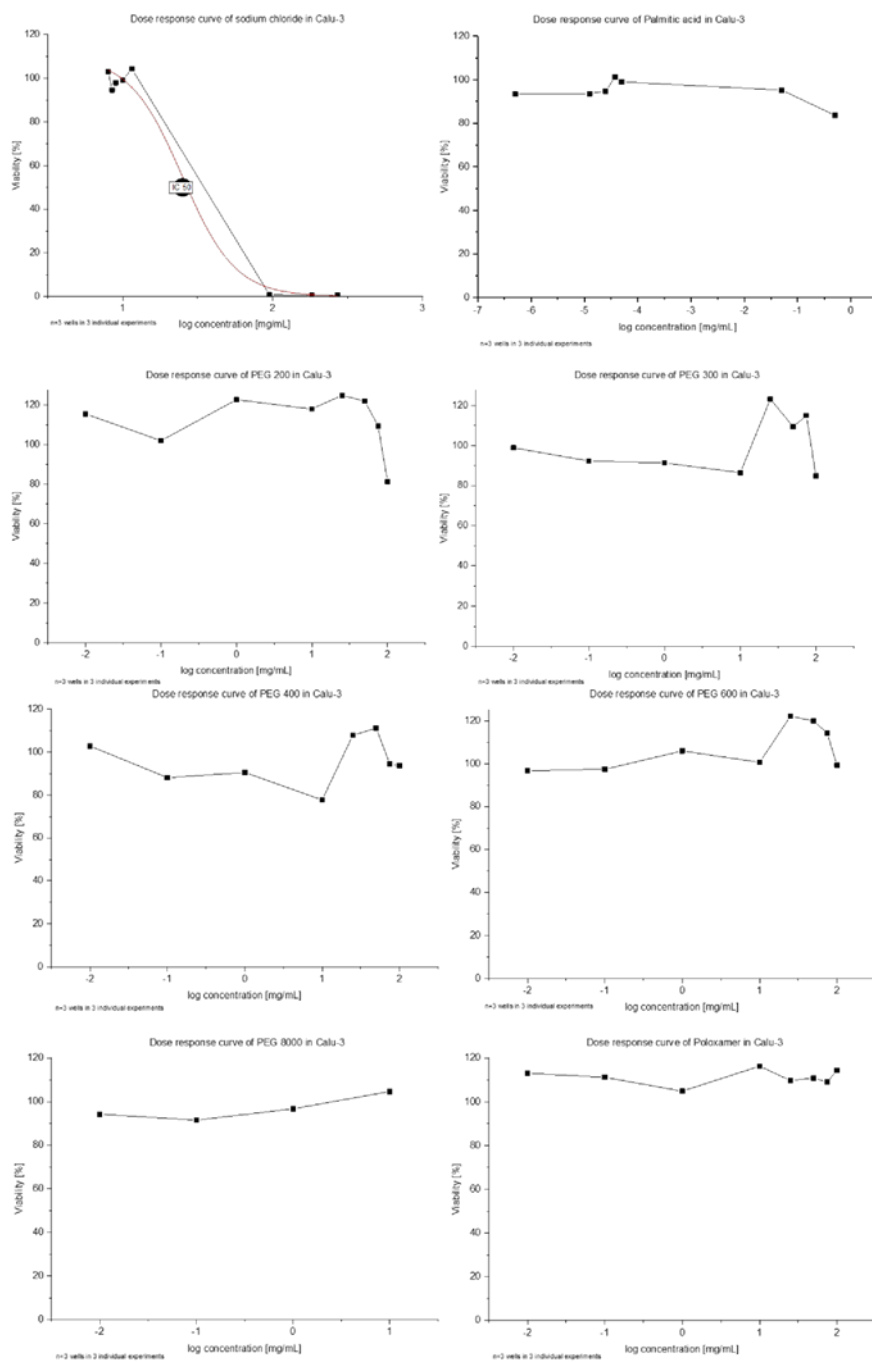 Dose response curve of sodium chloride in Calu-3
120
100
80
60
40
20
0
Viability [%]
IC 50
1
2
3
log concentration [mg/mL]
n=3 wells in 3 individual experiments
Dose response curve of Palmitic acid in Calu-3
120
100
80
60
40
20
0
Viability [%]
-7
-6
-5
-4
-3
-2
-1
0
log concentration [mg/mL]
n=3 wells in 3 individual experiments
Dose response curve of PEG 200 in Calu-3
120
100
80
60
40
20
0
Viability [%]
-2
-1
0
1
2
log concentration [mg/mL]
n=3 wells in 3 individual experiments
Dose response curve of PEG 300 in Calu-3
120
100
80
60
40
20
0
Viability [%]
-2
-1
0
1
2
log concentration [mg/mL]
n=3 wells in 3 individual experiments
Dose response curve of PEG 400 in Calu-3
120
100
80
60
40
20
0
Viability [%]
-2
-1
0
1
2
log concentration [mg/mL]
n=3 wells in 3 individual experiments
Dose response curve of PEG 600 in Calu-3
120
100
80
60
40
20
0
Viability [%]
-2
-1
0
1
2
log concentration [mg/mL]
n=3 wells in 3 individual experiments
Dose response curve of PEG 8000 in Calu-3
120
100
80
60
40
20
0
Viability [%]
-2
-1
0
1
log concentration [mg/mL]
n=3 wells in 3 individual experiments
Dose response curve of Poloxamer in Calu-3
120
100
80
60
40
20
0
Viability [%]
-2
-1
0
1
2
log concentration [mg/mL]
n=3 wells in 3 individual experiments